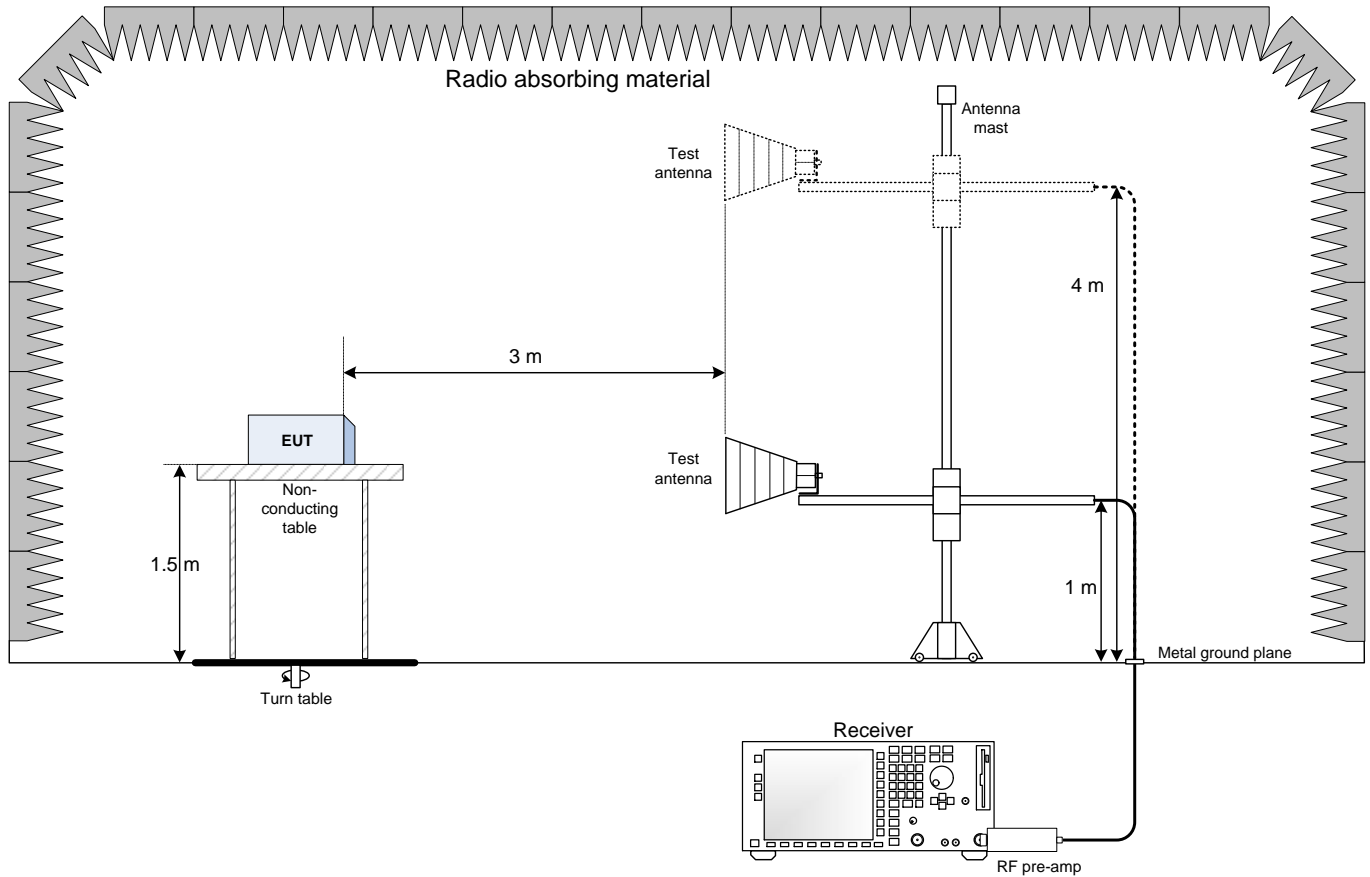 Radio absorbing material
Antenna
mast
Test
antenna
4 m
3 m
EUT
Test
antenna
Non-
conducting
table
1.5 m
1 m
Metal ground plane
Turn table
Receiver
RF pre-amp